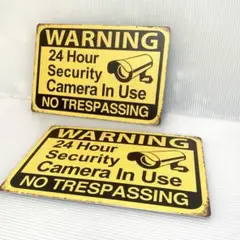 WARNING
24 Hour
Security
Camera In Use
NO TRESPASSING
WARNING
24 Hour
Security
Camera In Use
NO TRESPASSING